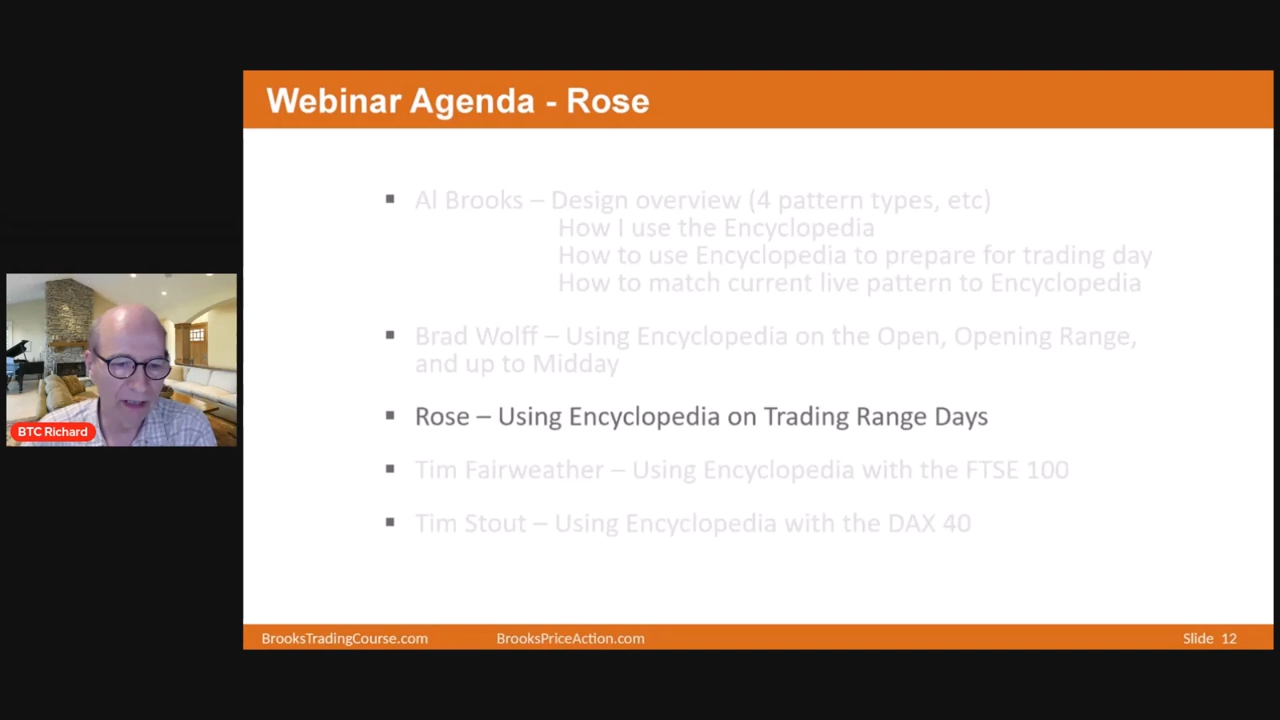 Webinar Agenda - Rose
▪ Al Brooks – Design overview (4 pattern types, etc)
How I use the Encyclopedia
How to use Encyclopedia to prepare for trading day
How to match current live pattern to Encyclopedia
▪ Brad Wolff – Using Encyclopedia on the Open, Opening Range,
and up to Midday
▪ Rose – Using Encyclopedia on Trading Range Days
▪ Tim Fairweather – Using Encyclopedia with the FTSE 100
▪ Tim Stout – Using Encyclopedia with the DAX 40
BTC Richard
BrooksTradingCourse.com BrooksPriceAction.com Slide 12